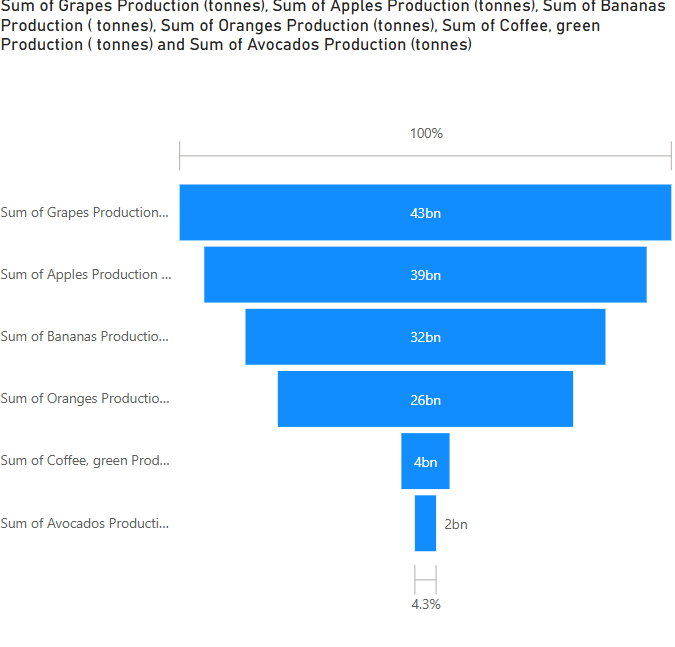 Sum of Grapes Production (tonnes), Sum of Apples Production (tonnes), Sum of Bananas
Production ( tonnes), Sum of Oranges Production (tonnes), Sum of Coffee, green
Production ( tonnes) and Sum of Avocados Production (tonnes)
100%
Sum of Grapes Production... 43bn
Sum of Apples Production ... 39bn
Sum of Bananas Productio... 32bn
Sum of Oranges Productio... 26bn
Sum of Coffee, green Prod... 4bn
Sum of Avocados Producti... 2bn
4.3%